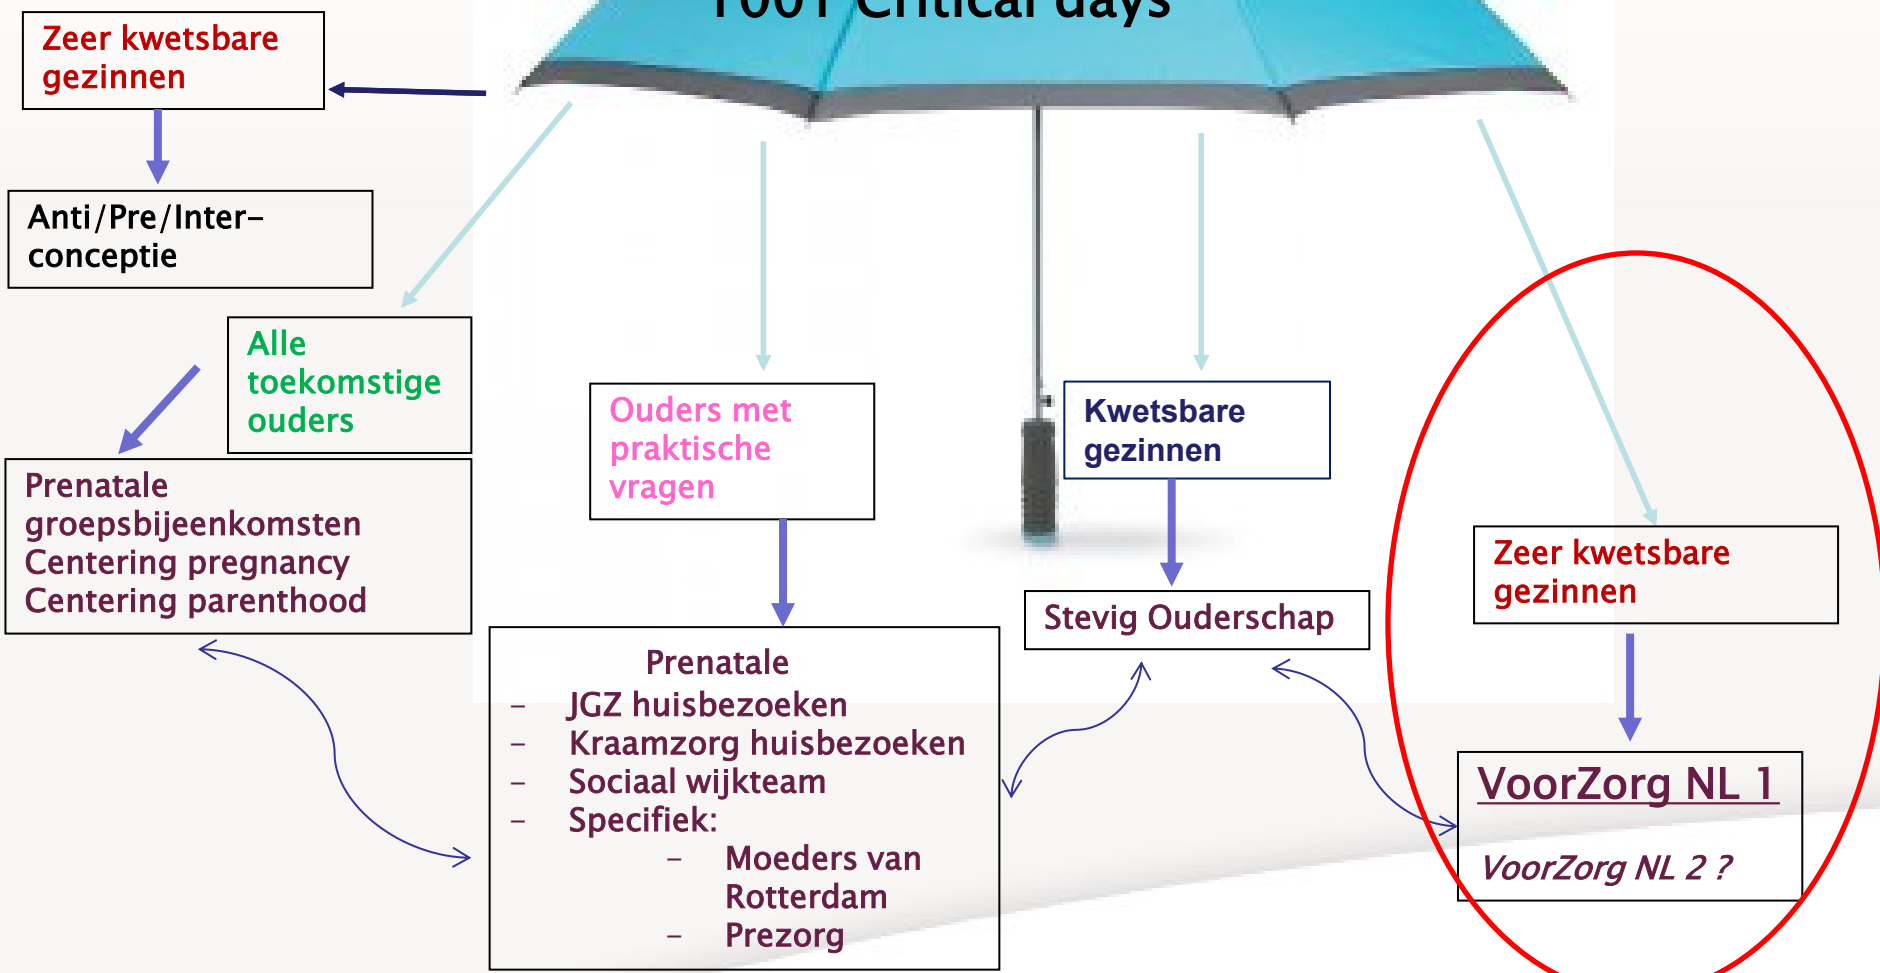 1001 Critical days
Zeer kwetsbare
gezinnen
Anti/Pre/Inter-
conceptie
Alle
toekomstige
ouders
Prenatale
groepsbijeenkomsten
Centering pregnancy
Centering parenthood
Ouders met
praktische
vragen
Prenatale
- JGZ huisbezoeken
- Kraamzorg huisbezoeken
- Sociaal wijkteam
- Specifiek:
- Moeders van
Rotterdam
- Prezorg
Kwetsbare
gezinnen
Stevig Ouderschap
Zeer kwetsbare
gezinnen
VoorZorg NL 1
VoorZorg NL 2 ?